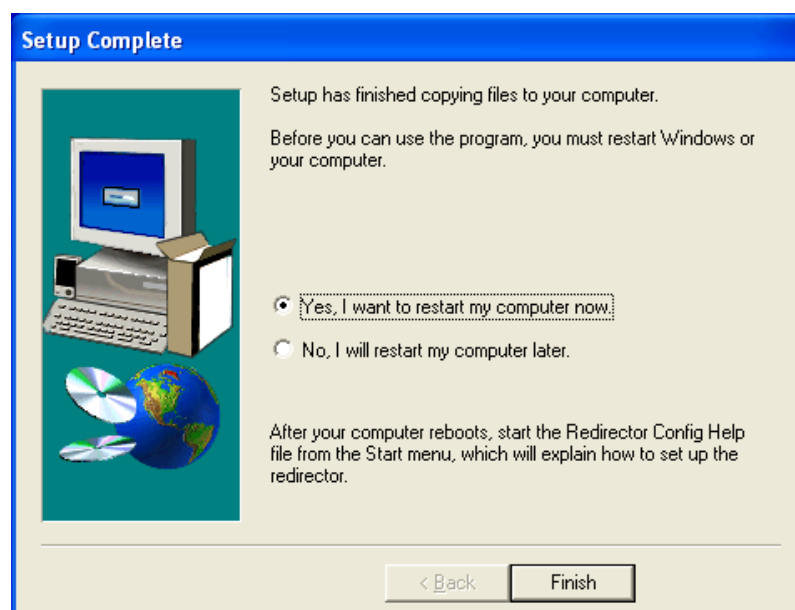 Setup Complete
Setup has finished copying files to your computer.
Before you can use the program, you must restart Windows or
your computer.
Yes, I want to restart my computer now.
No, I will restart my computer later.
After your computer reboots, start the Redirector Config Help
file from the Start menu, which will explain how to set up the
redirector.
< Back
Finish